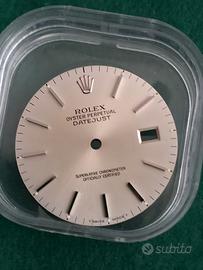 ROLEX
OYSTER PERPETUAL
DATEJUST
SUPERLATIVE CHRONOMETER
OFFICIALLY CERTIFIED
subito